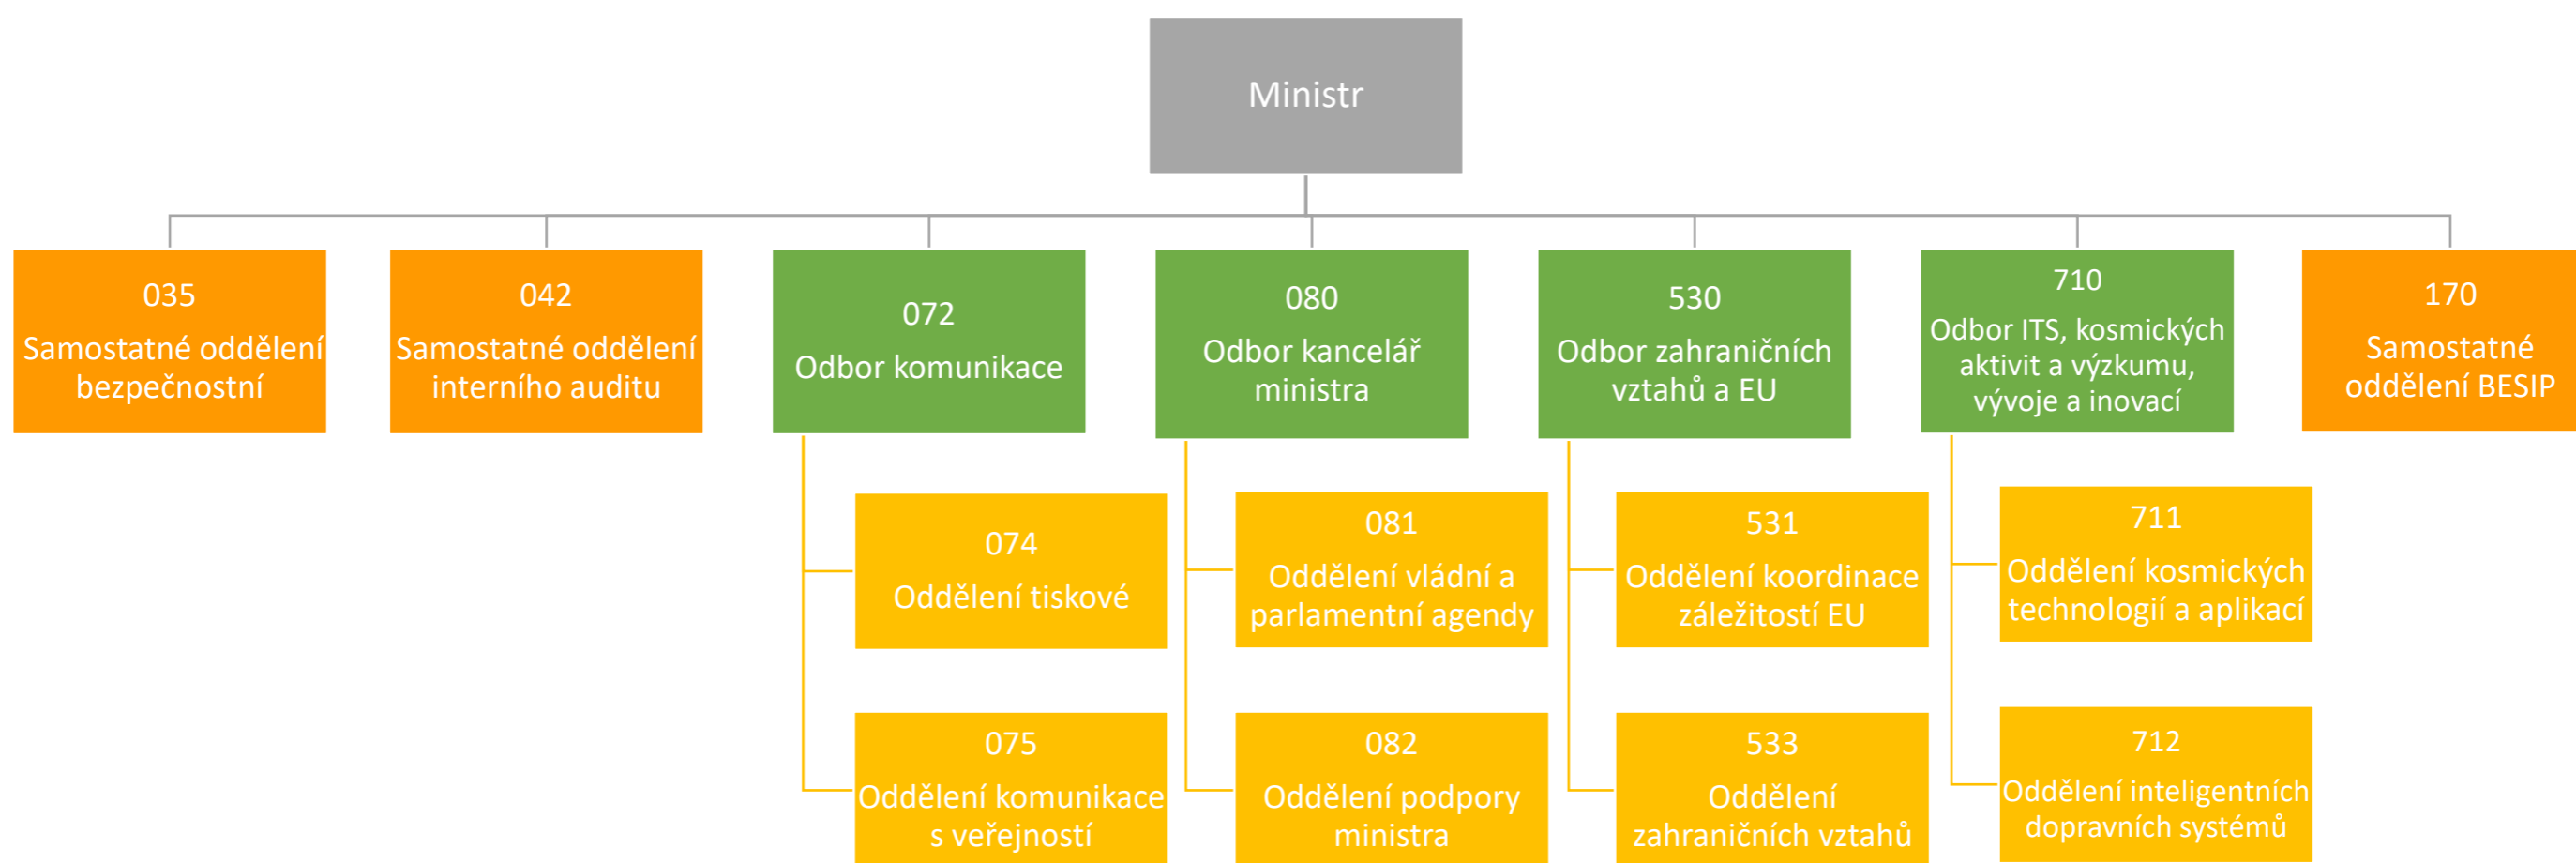 Ministr
035
Samostatné oddělení
bezpečnostní
042
Samostatné oddělení
interního auditu
072
Odbor komunikace
080
Odbor kancelář
ministra
530
Odbor zahraničních
vztahů a EU
710
Odbor ITS, kosmických
aktivit a výzkumu,
vývoje a inovací
170
Samostatné
oddělení BESIP
074
Oddělení tiskové
081
Oddělení vládní a
parlamentní agendy
531
Oddělení koordinace
záležitostí EU
711
Oddělení kosmických
technologií a aplikací
075
Oddělení komunikace
s veřejností
082
Oddělení podpory
ministra
533
Oddělení
zahraničních vztahů
712
Oddělení inteligentních
dopravních systémů